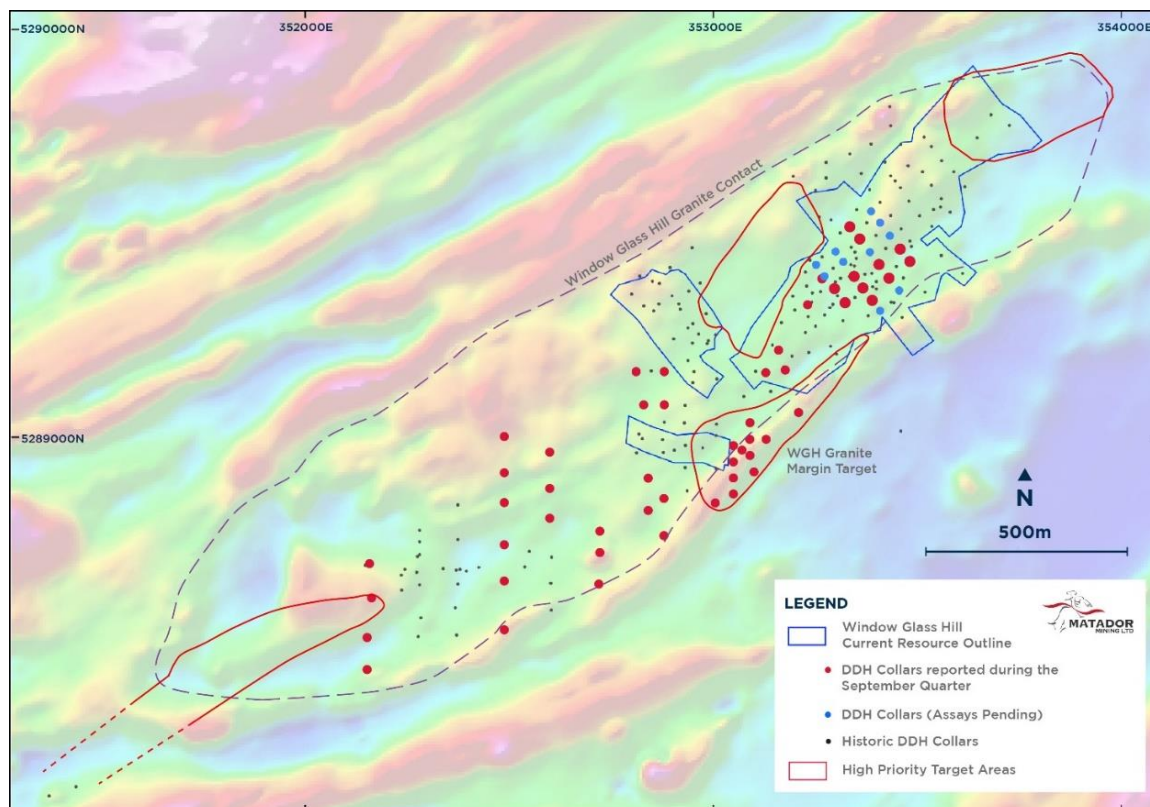 5290000N
352000E
353000E
354000E
Window Glass Hill Granite Contact
5289000N
WGH Granite
Margin Target
N
500m
LEGEND
MATADOR
MINING LTD
Window Glass Hill
Current Resource Outline
DDH Collars reported during the
September Quarter
DDH Collars (Assays Pending)
Historic DDH Collars
High Priority Target Areas